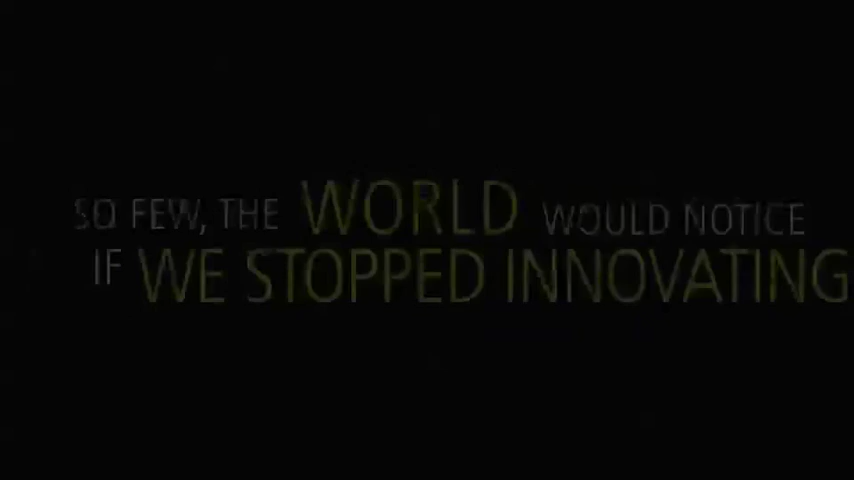 SO FEW, THE WORLD WOULD NOTICE
IF WE STOPPED INNOVATING